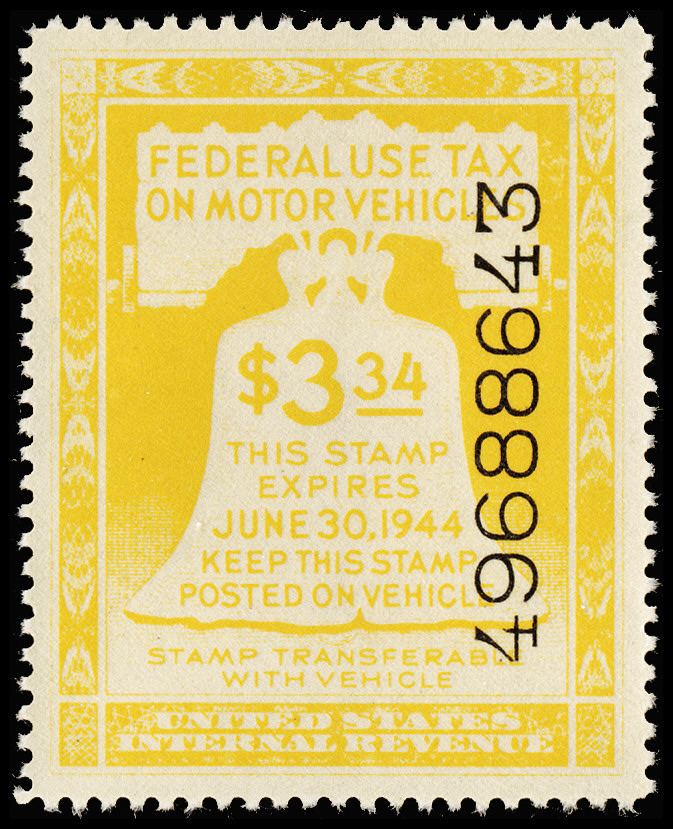 FEDERAL USE TAX
ON MOTOR VEHICLES
$3.34
THIS STAMP
EXPIRES
JUNE 30, 1944
KEEP THIS STAMP
POSTED ON VEHICLE
STAMP TRANSFERABLE
WITH VEHICLE
UNITED STATES
INTERNAL REVENUE
49688643